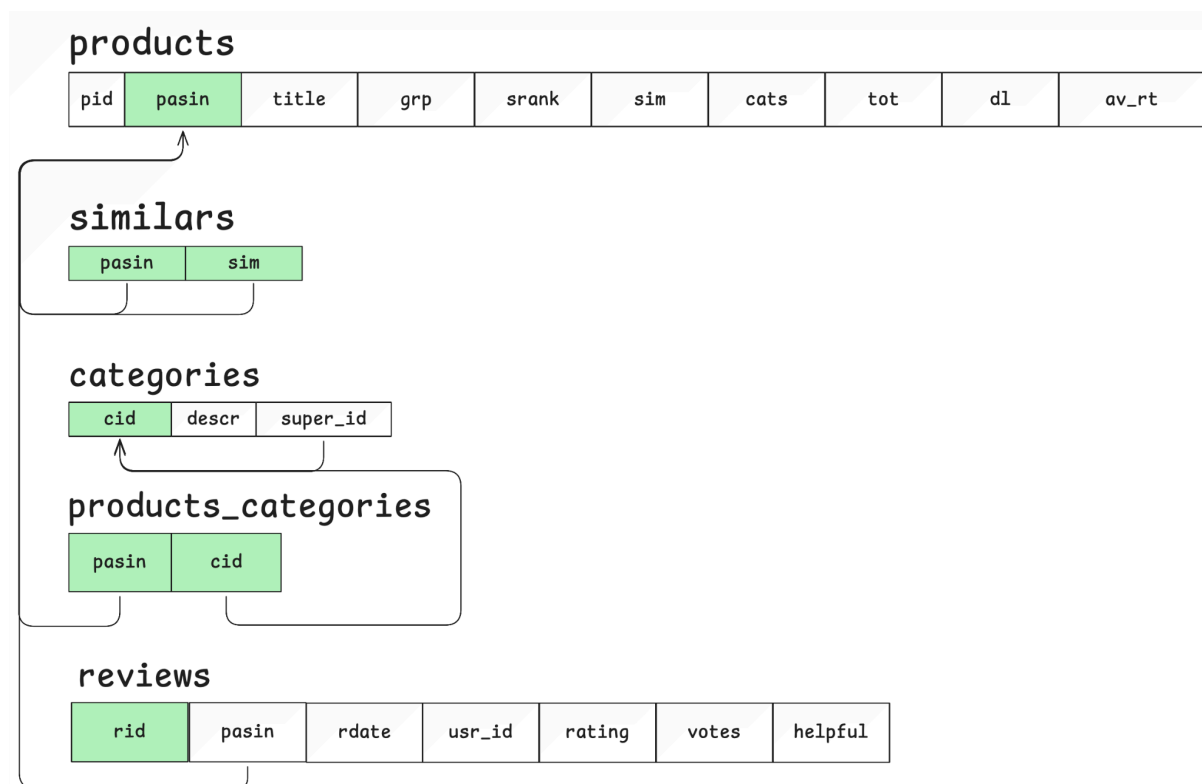 products
pid pasin title grp srank sim cats tot dl av_rt
similars
pasin sim
categories
cid descr super_id
products_categories
pasin cid
reviews
rid pasin rdate usr_id rating votes helpful